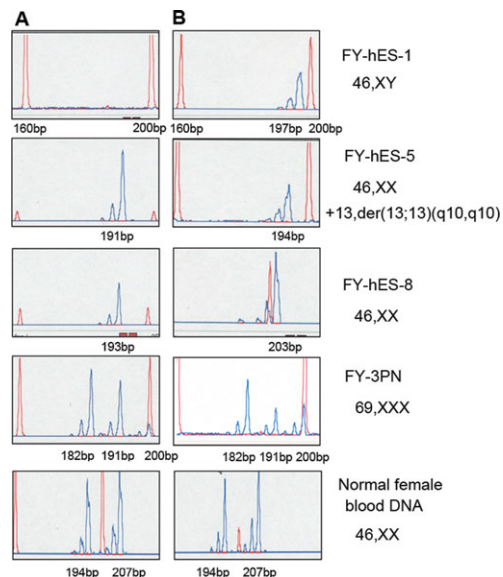 A
B
FY-hES-1
46,XY
160bp 200bp
160bp 197bp 200bp
FY-hES-5
46,XX
+13,der(13;13)(q10,q10)
191bp
194bp
FY-hES-8
46,XX
193bp
203bp
FY-3PN
69,XXX
182bp 191bp 200bp
182bp 191bp 200bp
Normal female
blood DNA
46,XX
194bp 207bp
194bp 207bp